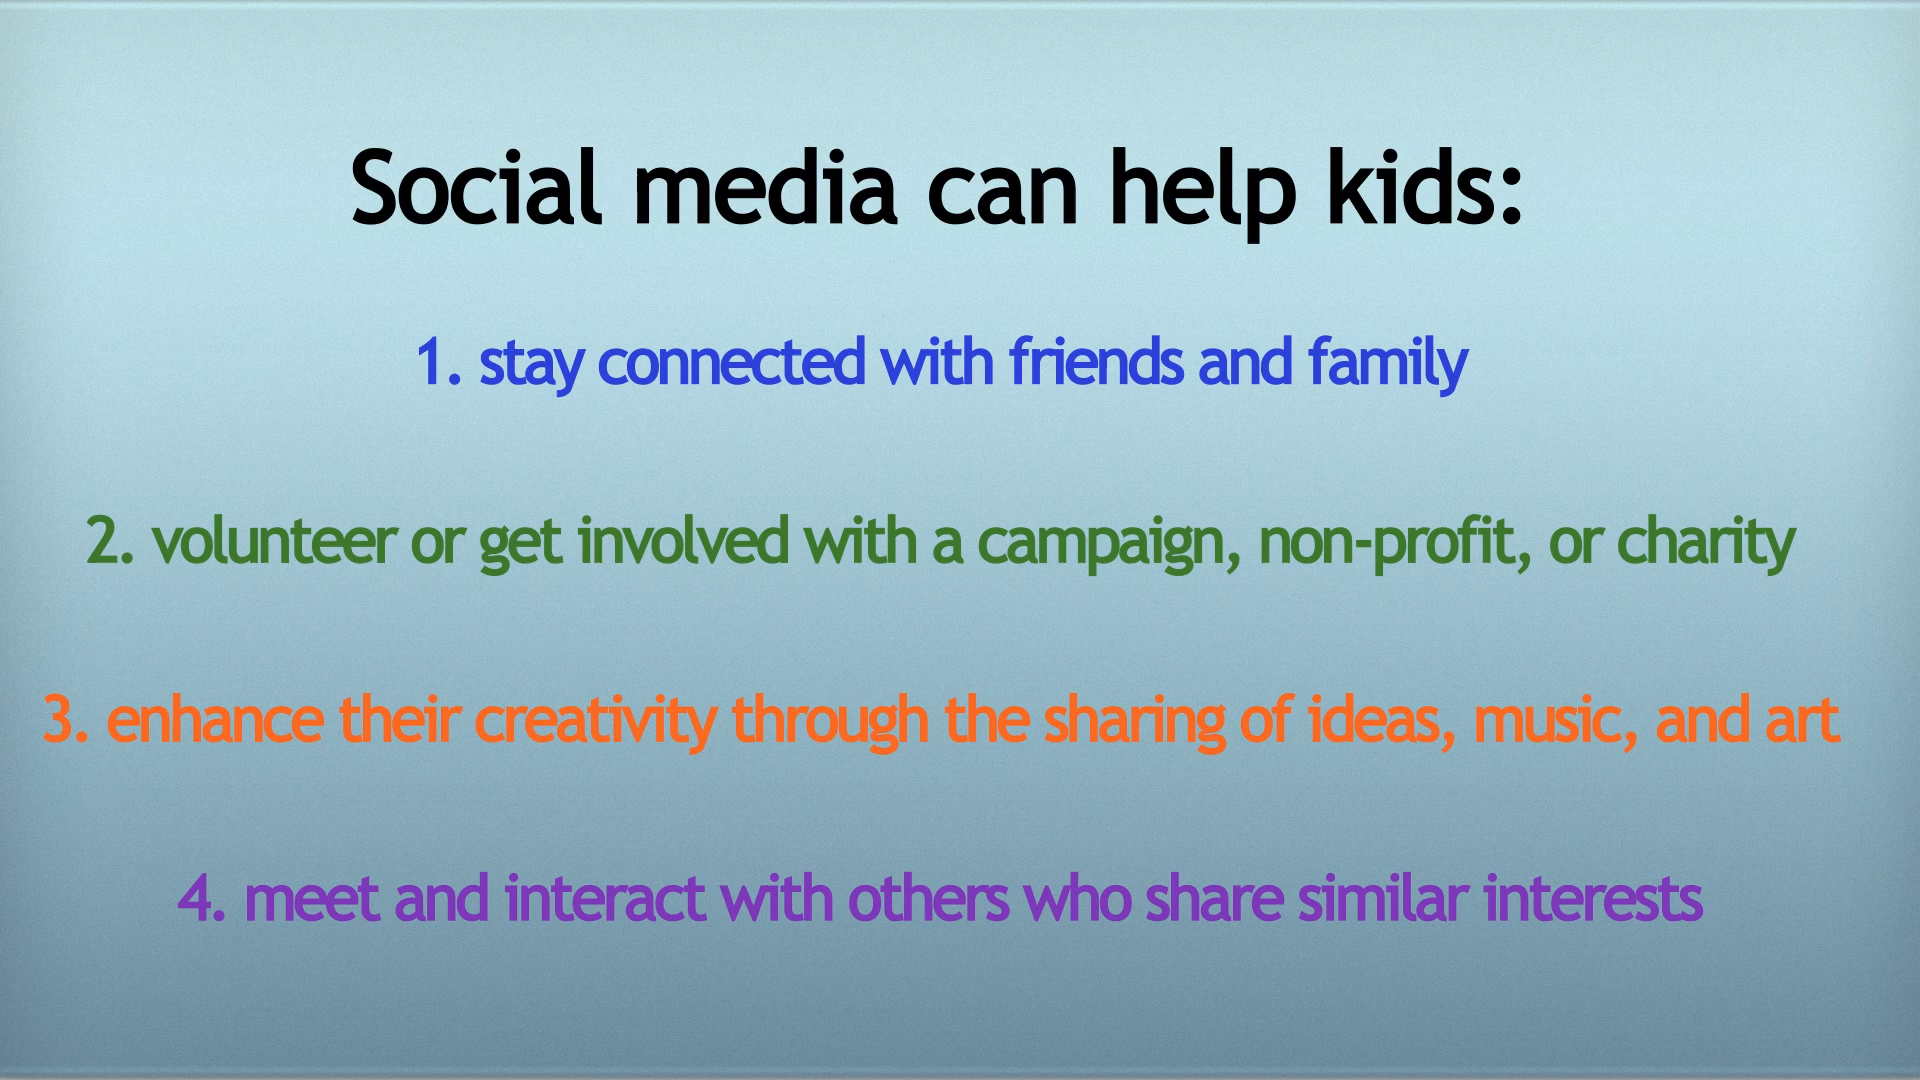 Social media can help kids:
1. stay connected with friends and family
2. volunteer or get involved with a campaign, non-profit, or charity
3. enhance their creativity through the sharing of ideas, music, and art
4. meet and interact with others who share similar interests